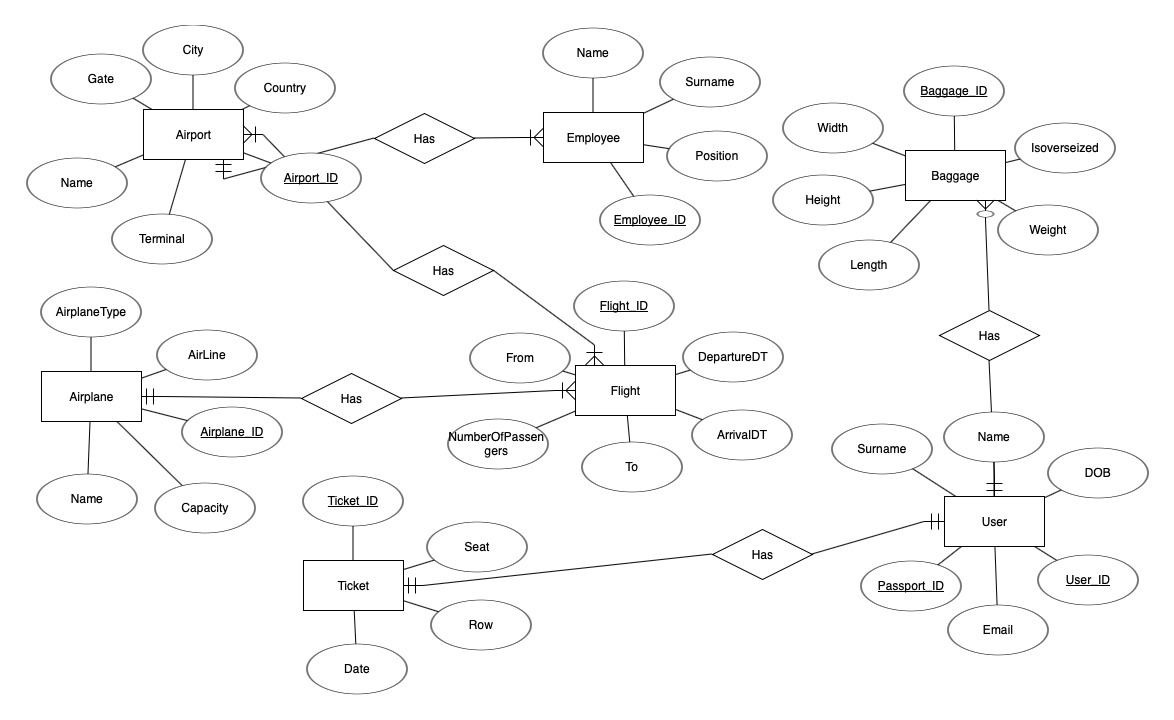 City
Gate
Country
Airport
Name
Airport_ID
Terminal
Has
Name
Surname
Employee
Position
Employee_ID
Baggage_ID
Width
Isoverseized
Baggage
Height
Weight
Length
Has
Has
AirplaneType
AirLine
Airplane
Airplane_ID
Name
Capacity
Has
Flight_ID
From
DepartureDT
Flight
NumberOfPassen
gers
ArrivalDT
To
Ticket_ID
Seat
Ticket
Row
Date
Has
Name
Surname
DOB
User
Passport_ID
User_ID
Email